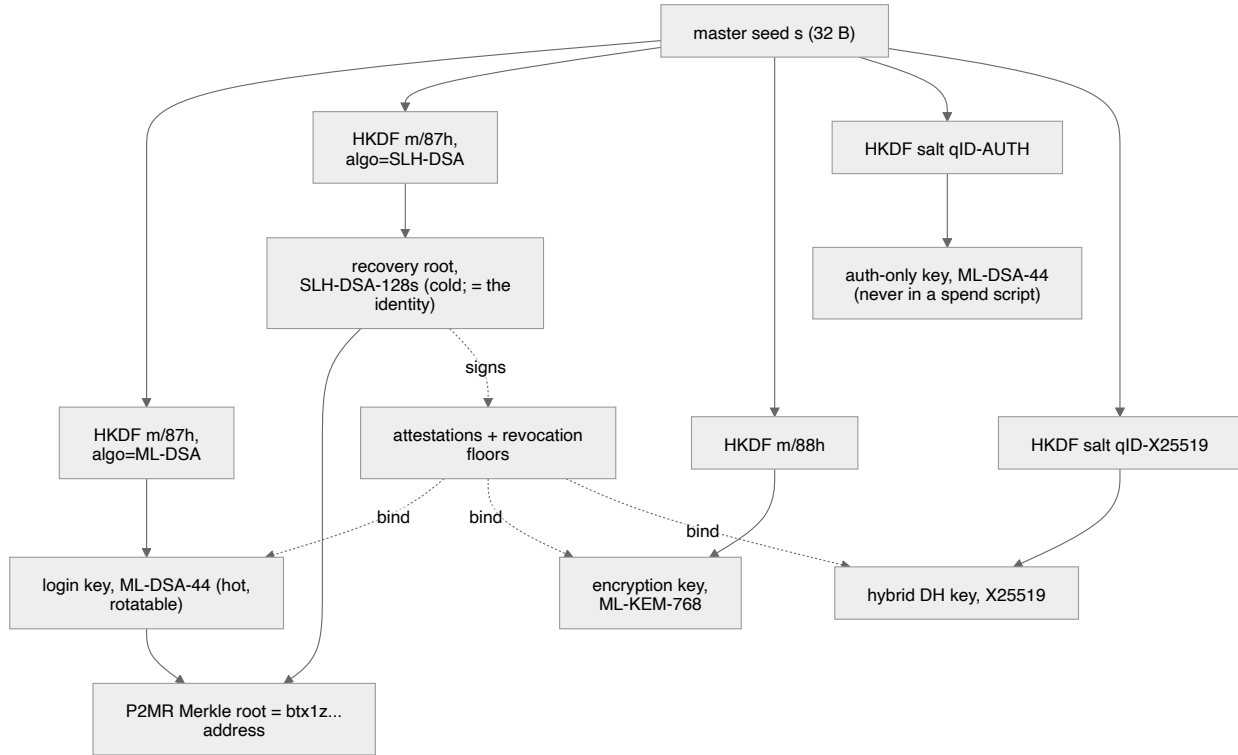 master seed s (32 B)
HKDF m/87h,
algo=SLH-DSA
HKDF salt qID-AUTH
recovery root,
SLH-DSA-128s (cold; = the
identity)
auth-only key, ML-DSA-44
(never in a spend script)
signs
HKDF m/87h,
algo=ML-DSA
attestations + revocation
floors
HKDF m/88h
HKDF salt qID-X25519
bind
bind
bind
login key, ML-DSA-44 (hot,
rotatable)
encryption key,
ML-KEM-768
hybrid DH key, X25519
P2MR Merkle root = btx1z...
address